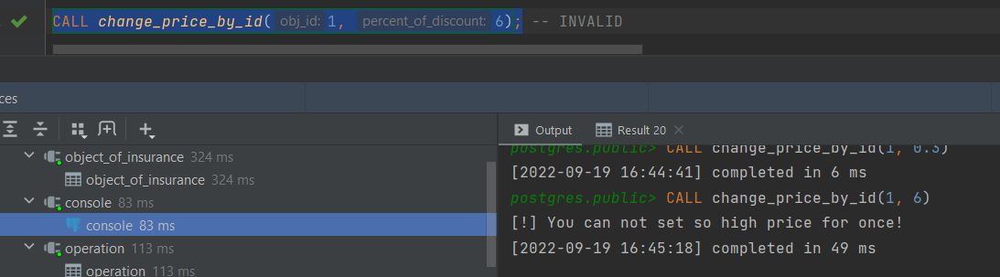 CALL change_price_by_id( obj_id: 1, percent_of_discount: 6); -- INVALID
ces
Output
Result 20
object_of_insurance 324 ms
object_of_insurance 324 ms
console 83 ms
console 83 ms
operation 113 ms
operation 113 ms
postgres.public> CALL change_price_by_id(1, 0.3)
[2022-09-19 16:44:41] completed in 6 ms
postgres.public> CALL change_price_by_id(1, 6)
[!] You can not set so high price for once!
[2022-09-19 16:45:18] completed in 49 ms